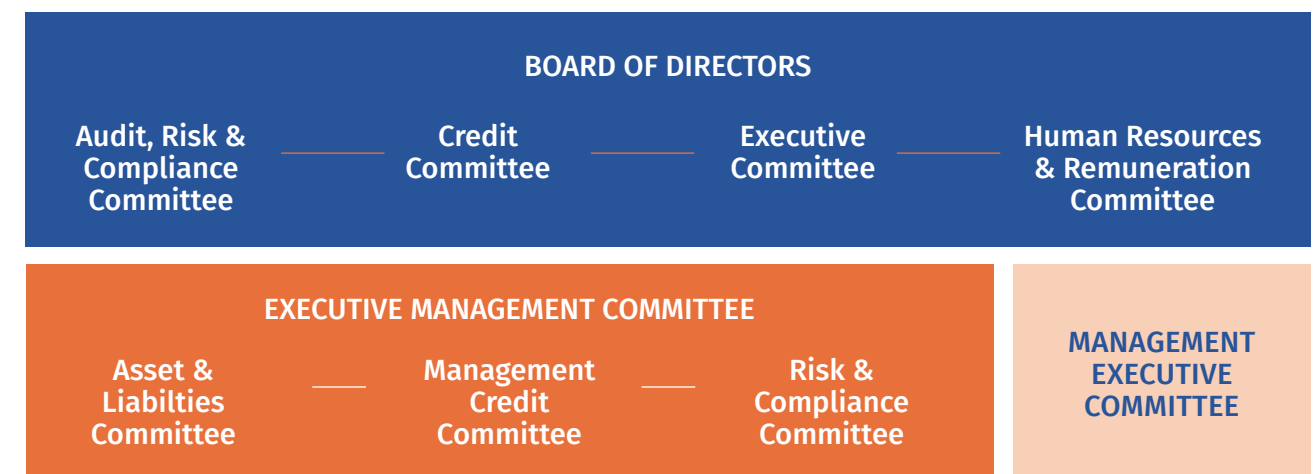 BOARD OF DIRECTORS
Audit, Risk &
Compliance
Committee
Credit
Committee
Executive
Committee
Human Resources
& Remuneration
Committee
EXECUTIVE MANAGEMENT COMMITTEE
Asset &
Liabilties
Committee
Management
Credit
Committee
Risk &
Compliance
Committee
MANAGEMENT
EXECUTIVE
COMMITTEE